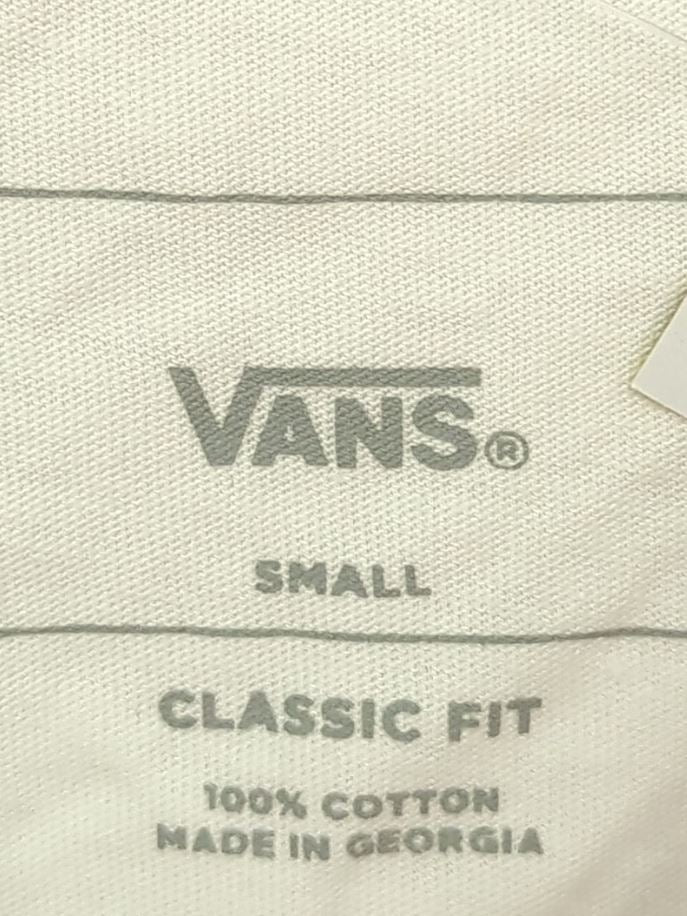 VANS®
SMALL
CLASSIC FIT
100% COTTON
MADE IN GEORGIA